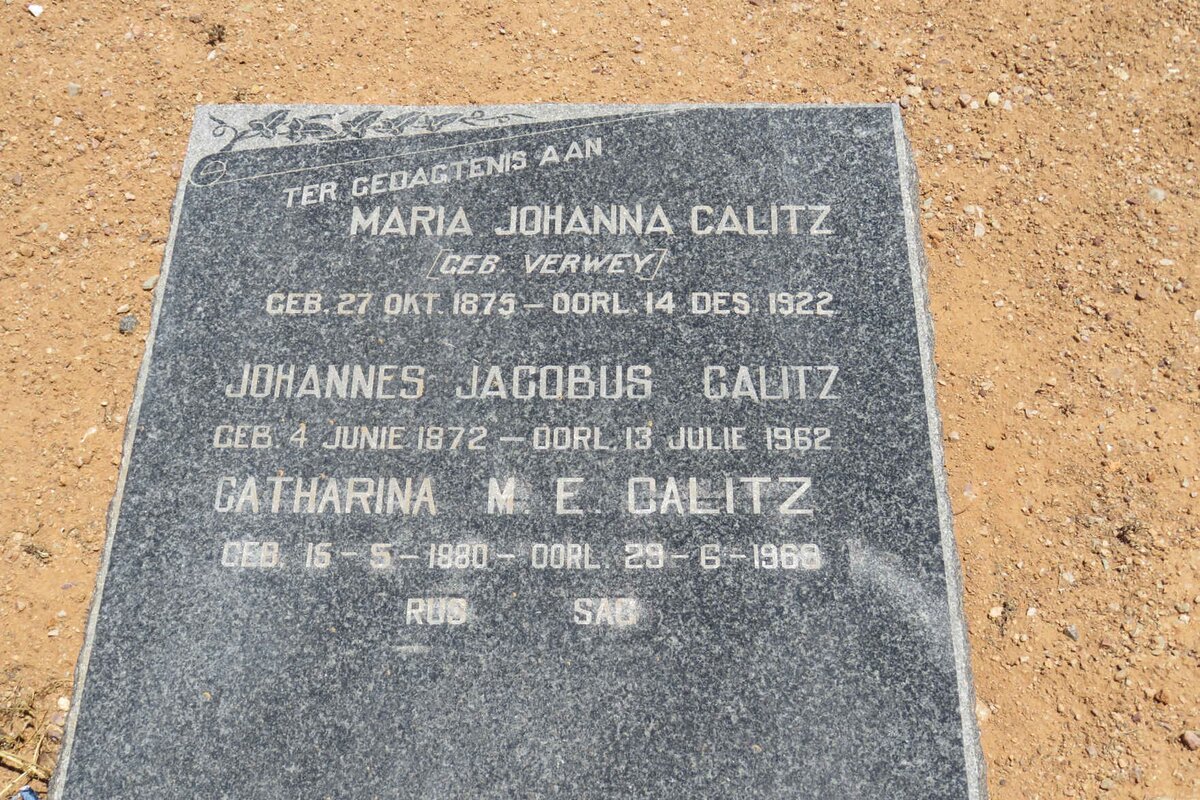 TER GEDAGTENIS AAN
MARIA JOHANNA CALITZ
[GEB. VERWEY]
GEB. 27 OKT. 1875 – OORL. 14 DES. 1922
JOHANNES JACOBUS CALITZ
GEB. 4 JUNIE 1872 – OORL. 13 JULIE 1962
CATHARINA M. E. CALITZ
GEB. 15 – 5 – 1880 – OORL. 29 – 6 – 1968
RUS SAG